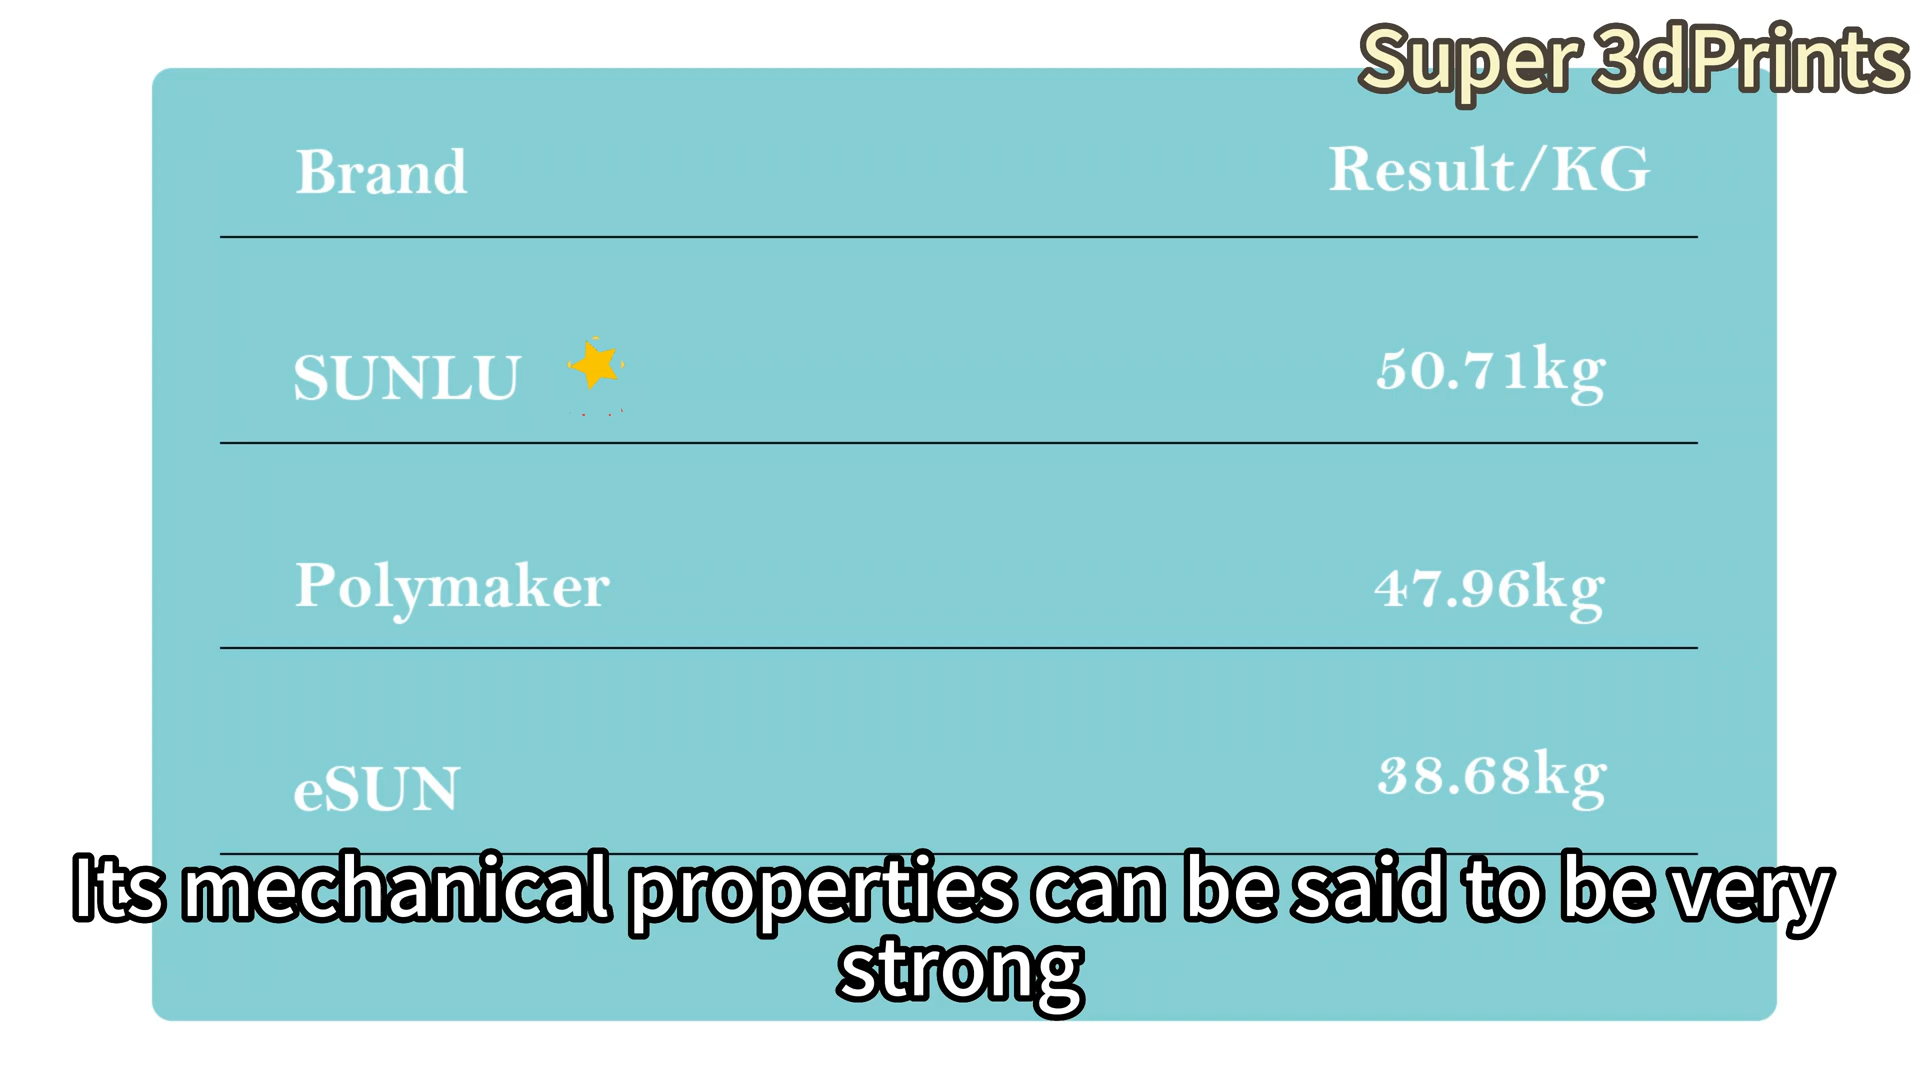 Super 3dPrints
Brand Result/KG
SUNLU 50.71kg
Polymaker 47.96kg
eSUN 38.68kg
Its mechanical properties can be said to be very
strong